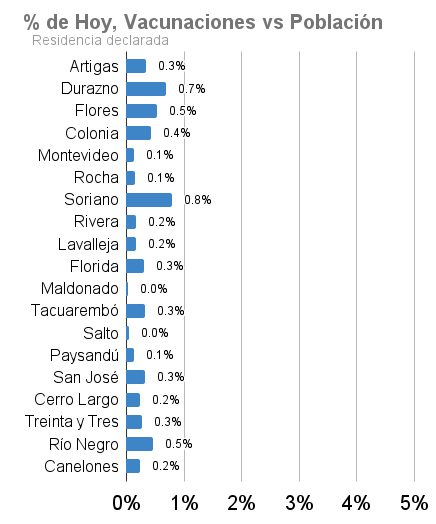 % de Hoy, Vacunaciones vs Población
Residencia declarada
Artigas 0.3%
Durazno 0.7%
Flores 0.5%
Colonia 0.4%
Montevideo 0.1%
Rocha 0.1%
Soriano 0.8%
Rivera 0.2%
Lavalleja 0.2%
Florida 0.3%
Maldonado 0.0%
Tacuarembó 0.3%
Salto 0.0%
Paysandú 0.1%
San José 0.3%
Cerro Largo 0.2%
Treinta y Tres 0.3%
Río Negro 0.5%
Canelones 0.2%
0% 1% 2% 3% 4% 5%